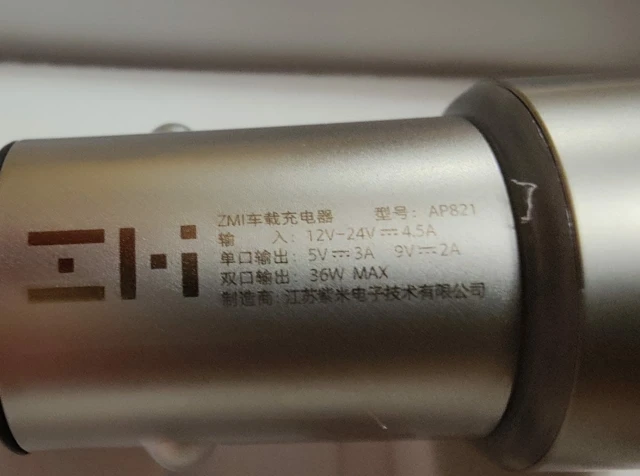 ZMI车载充电器 型号: AP821
输 入: 12V-24V⎓4.5A
单口输出: 5V⎓3A 9V⎓2A
双口输出: 36W MAX
制造商: 江苏紫米电子技术有限公司